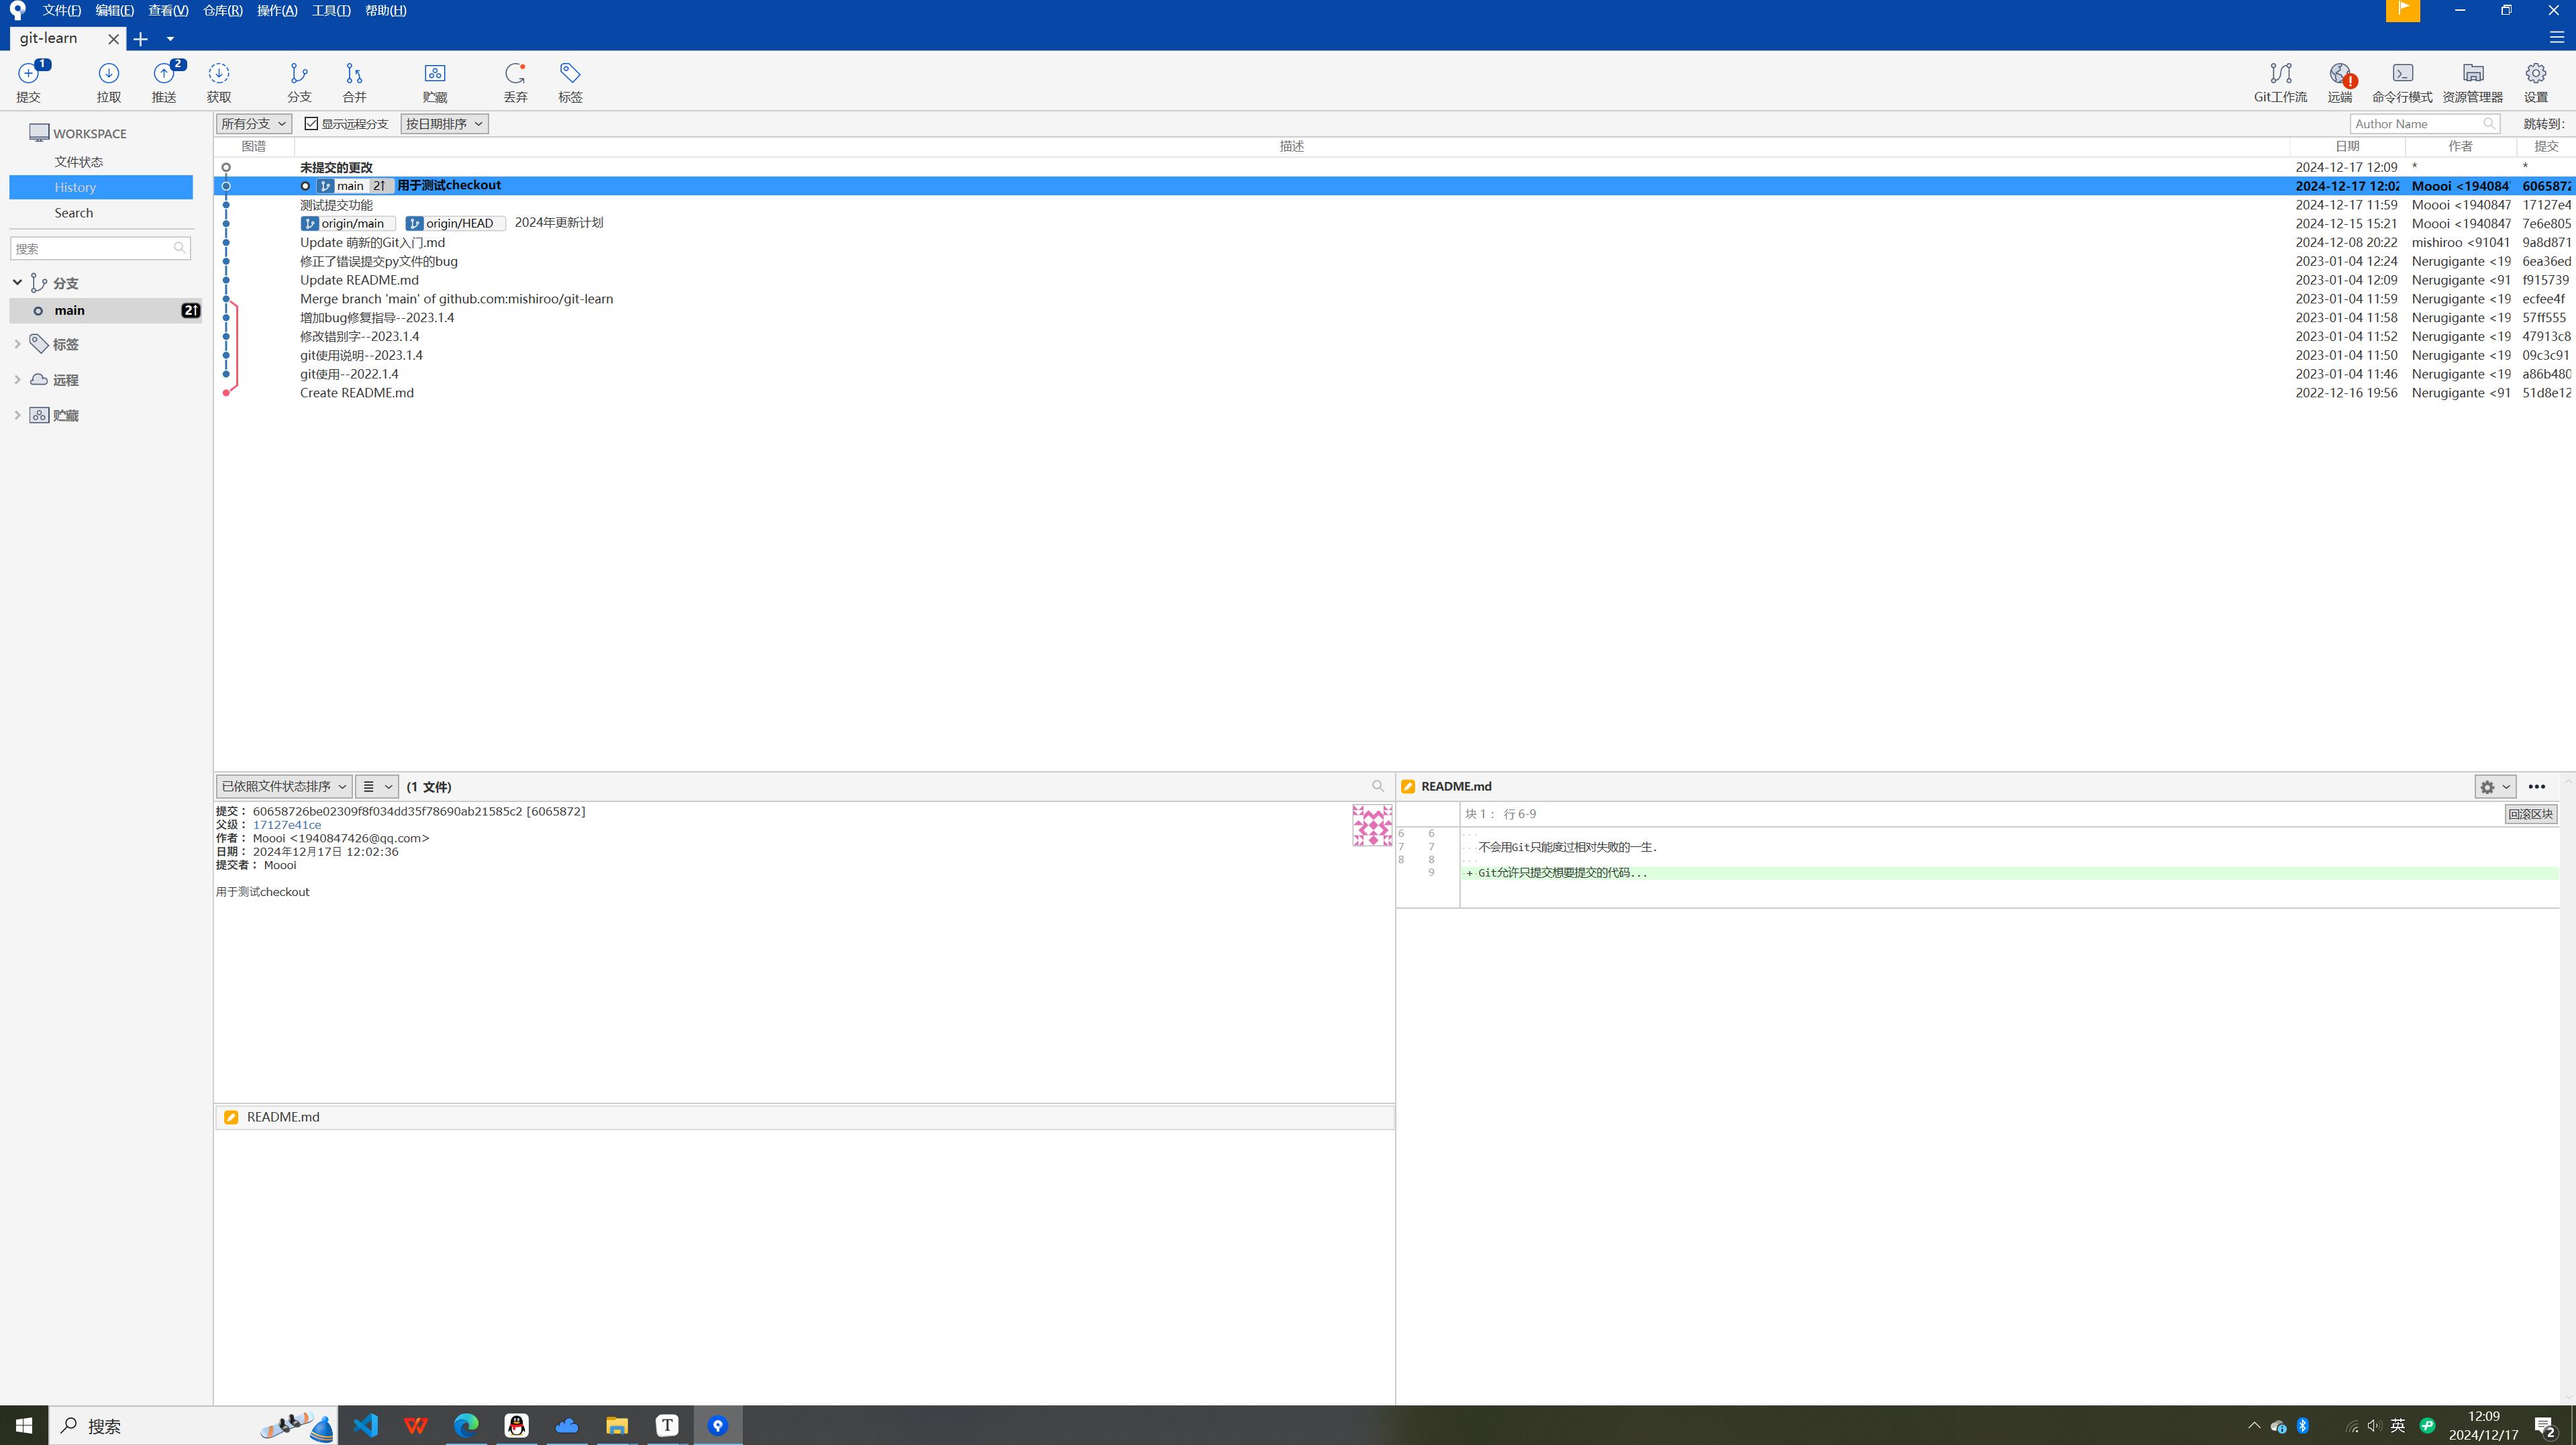 文件(F) 编辑(E) 查看(V) 仓库(R) 操作(A) 工具(T) 帮助(H)
git-learn
1 2
提交 拉取 推送 获取 分支 合并 贮藏 丢弃 标签 Git工作流 远端 命令行模式 资源管理器 设置
WORKSPACE
文件状态
History
Search
搜索
分支
main 2↑
标签
远程
贮藏
所有分支 显示远程分支 按日期排序 Author Name 跳转到:
图谱 描述 日期 作者 提交
未提交的更改 2024-12-17 12:09 * *
main 2↑ 用于测试checkout 2024-12-17 12:02 Moooi <194084 6065872
测试提交功能 2024-12-17 11:59 Moooi <1940847 17127e4
origin/main origin/HEAD 2024年更新计划 2024-12-15 15:21 Moooi <1940847 7e6e805
Update 萌新的Git入门.md 2024-12-08 20:22 mishiroo <91041 9a8d871
修正了错误提交py文件的bug 2023-01-04 12:24 Nerugigante <19 6ea36ed
Update README.md 2023-01-04 12:09 Nerugigante <91 f915739
Merge branch 'main' of github.com:mishiroo/git-learn 2023-01-04 11:59 Nerugigante <19 ecfee4f
增加bug修复指导--2023.1.4 2023-01-04 11:58 Nerugigante <19 57ff555
修改错别字--2023.1.4 2023-01-04 11:52 Nerugigante <19 47913c8
git使用说明--2023.1.4 2023-01-04 11:50 Nerugigante <19 09c3c91
git使用--2022.1.4 2023-01-04 11:46 Nerugigante <19 a86b480
Create README.md 2022-12-16 19:56 Nerugigante <91 51d8e12
已依照文件状态排序 (1 文件)
提交： 60658726be02309f8f034dd35f78690ab21585c2 [6065872]
父级： 17127e41ce
作者： Moooi <1940847426@qq.com>
日期： 2024年12月17日 12:02:36
提交者： Moooi
用于测试checkout
README.md
README.md
块 1： 行 6-9 回滚区块
6 6
7 7 不会用Git只能度过相对失败的一生.
8 8
9 + Git允许只提交想要提交的代码...
搜索
英
12:09
2024/12/17
2